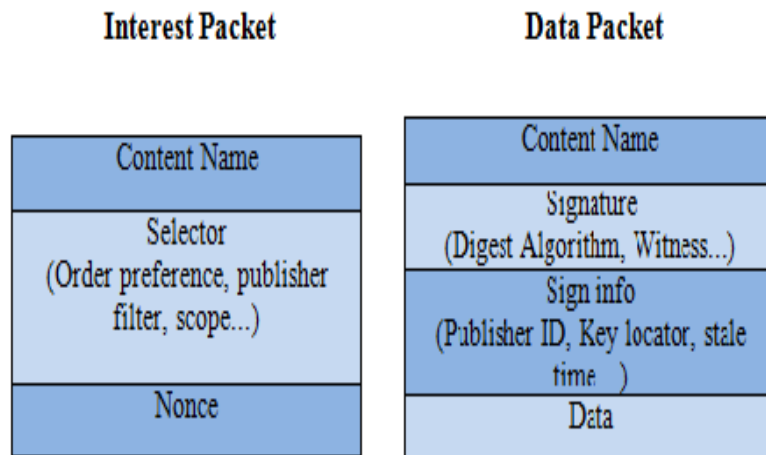 Interest Packet
Content Name
Selector
(Order preference, publisher
filter, scope...)
Nonce
Data Packet
Content Name
Signature
(Digest Algorithm, Witness...)
Sign info
(Publisher ID, Key locator, stale
time...)
Data